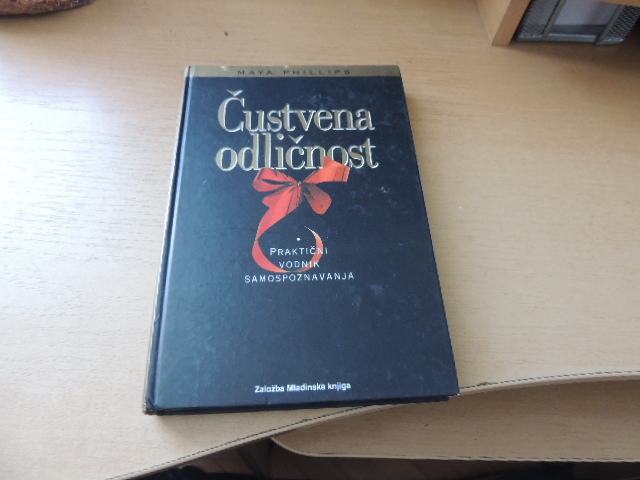 MAYA PHILLIPS
Čustvena
odličnost
PRAKTIČNI
VODNIK
SAMOSPOZNAVANJA
Založba Mladinska knjiga